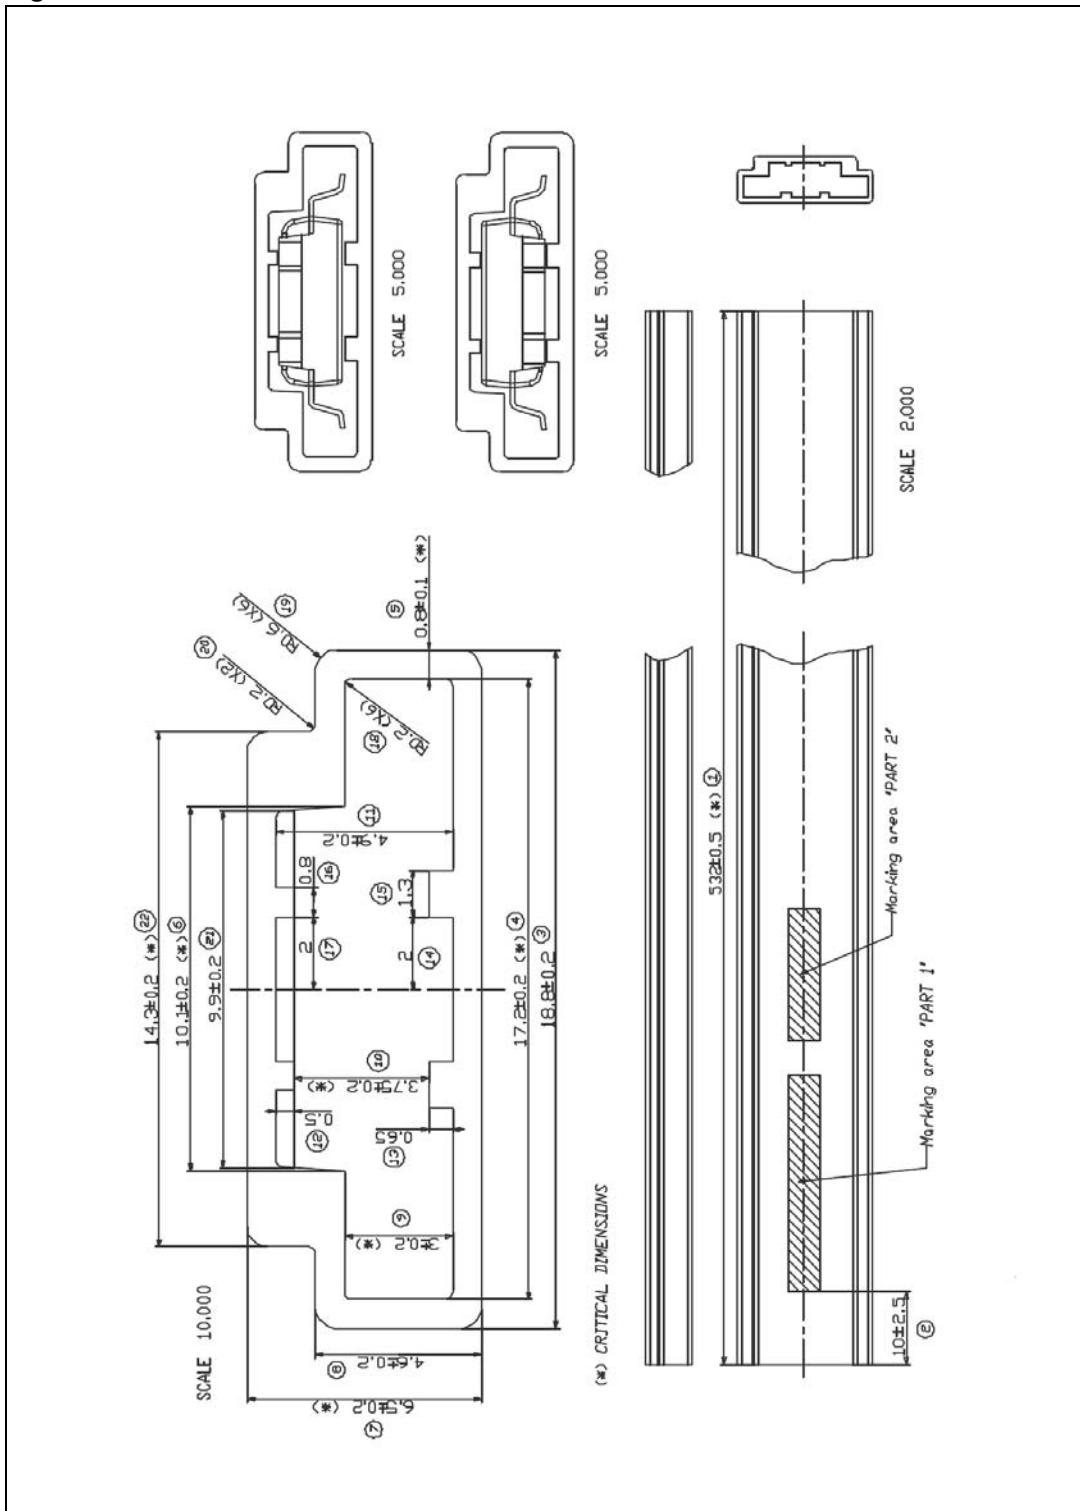 SCALE 5,000
SCALE 5,000
SCALE 2,000
SCALE 10,000
14.3±0.2 (*) 22
10.1±0.2 (*) 6
9.9±0.2 21
R0.2 (X2) 20
R0.6 (X6) 19
R0.2 (X6) 18
0.8±0.1 (*) 5
4.9±0.2 11
0.8 16
1.3 15
2 17
2 14
3.75±0.2 (*) 10
0.5 12
0.65 13
3±0.2 (*) 9
17.2±0.2 (*) 4
18.8±0.2 3
4.6±0.2 8
6.5±0.2 (*) 7
(*) CRITICAL DIMENSIONS
532±0.5 (*) 1
Marking area "PART 2"
Marking area "PART 1"
10±2.5 2